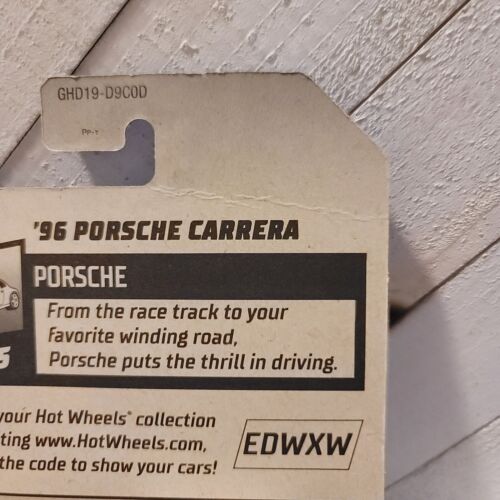 GHD19-D9C0D
PP-Y
'96 PORSCHE CARRERA
PORSCHE
From the race track to your
favorite winding road,
Porsche puts the thrill in driving.
your Hot Wheels® collection
ting www.HotWheels.com,
the code to show your cars!
EDWXW